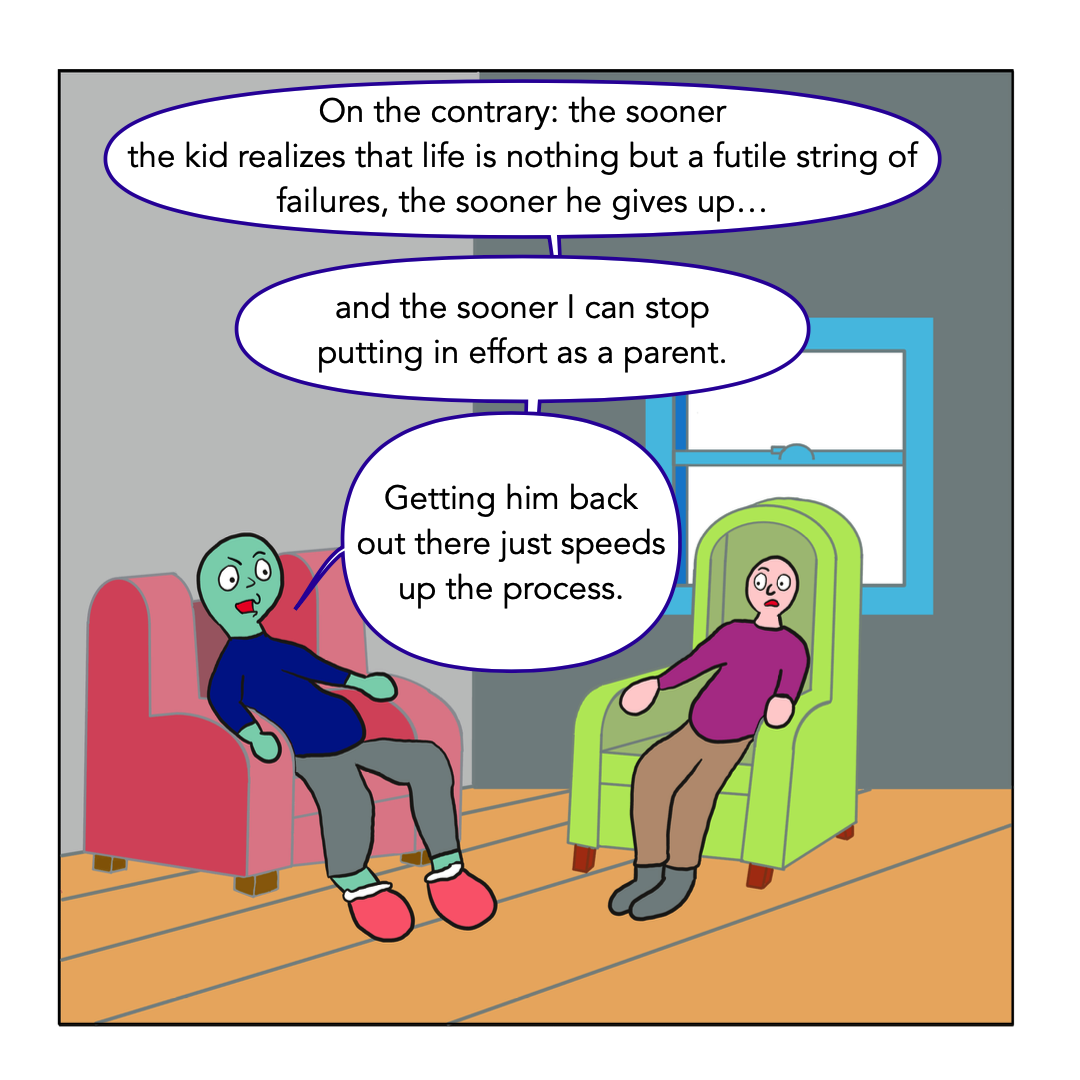 On the contrary: the sooner
the kid realizes that life is nothing but a futile string of
failures, the sooner he gives up…
and the sooner I can stop
putting in effort as a parent.
Getting him back
out there just speeds
up the process.